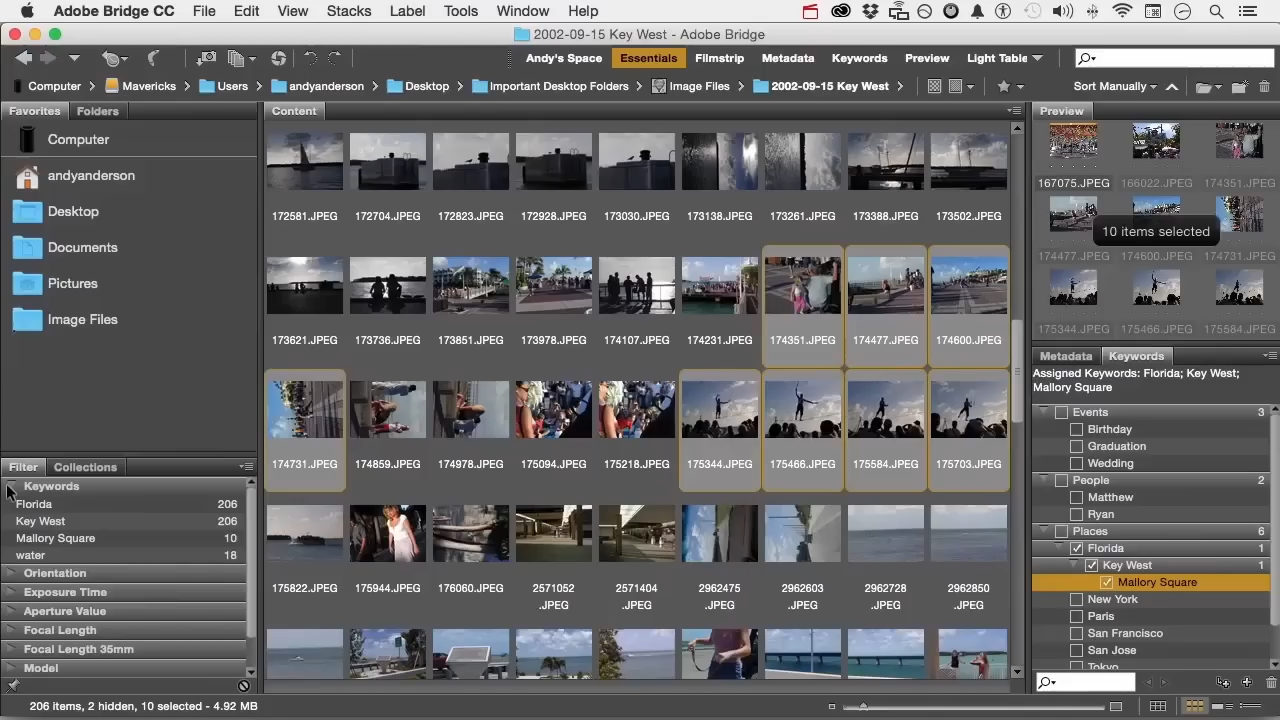 Adobe Bridge CC File Edit View Stacks Label Tools Window Help
2002-09-15 Key West - Adobe Bridge
Andy's Space Essentials Filmstrip Metadata Keywords Preview Light Table
Computer Mavericks Users andyanderson Desktop Important Desktop Folders Image Files 2002-09-15 Key West Sort Manually
Favorites Folders
Computer
andyanderson
Desktop
Documents
Pictures
Image Files
Filter Collections
Keywords
Florida 206
Key West 206
Mallory Square 10
water 18
Orientation
Exposure Time
Aperture Value
Focal Length
Focal Length 35mm
Model
Content
172581.JPEG 172704.JPEG 172823.JPEG 172928.JPEG 173030.JPEG 173138.JPEG 173261.JPEG 173388.JPEG 173502.JPEG
173621.JPEG 173736.JPEG 173851.JPEG 173978.JPEG 174107.JPEG 174231.JPEG 174351.JPEG 174477.JPEG 174600.JPEG
174731.JPEG 174859.JPEG 174978.JPEG 175094.JPEG 175218.JPEG 175344.JPEG 175466.JPEG 175584.JPEG 175703.JPEG
175822.JPEG 175944.JPEG 176060.JPEG 2571052 2571404 2962475 2962603 2962728 2962850
.JPEG .JPEG .JPEG .JPEG .JPEG .JPEG
Preview
167075.JPEG 166022.JPEG 174351.JPEG
10 items selected
174477.JPEG 174600.JPEG 174731.JPEG
175344.JPEG 175466.JPEG 175584.JPEG
Metadata Keywords
Assigned Keywords: Florida; Key West;
Mallory Square
Events 3
Birthday
Graduation
Wedding
People 2
Matthew
Ryan
Places 6
Florida 1
Key West 1
Mallory Square
New York
Paris
San Francisco
San Jose
Tokyo
206 items, 2 hidden, 10 selected - 4.92 MB